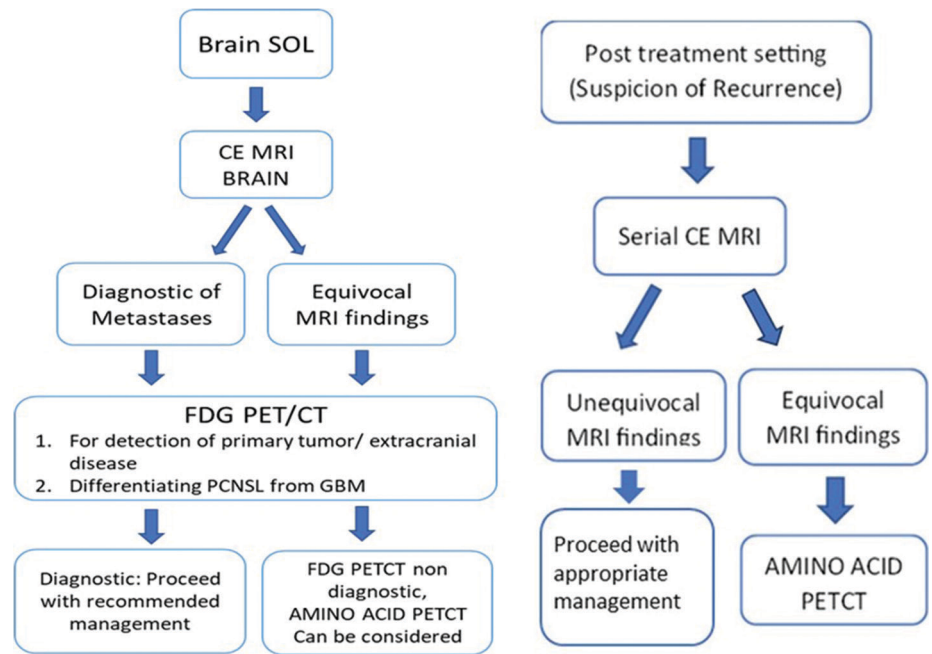 Brain SOL
CE MRI
BRAIN
Diagnostic of
Metastases
Equivocal
MRI findings
FDG PET/CT
1. For detection of primary tumor/ extracranial
disease
2. Differentiating PCNSL from GBM
Diagnostic: Proceed
with recommended
management
FDG PETCT non
diagnostic,
AMINO ACID PETCT
Can be considered
Post treatment setting
(Suspicion of Recurrence)
Serial CE MRI
Unequivocal
MRI findings
Equivocal
MRI findings
Proceed with
appropriate
management
AMINO ACID
PETCT